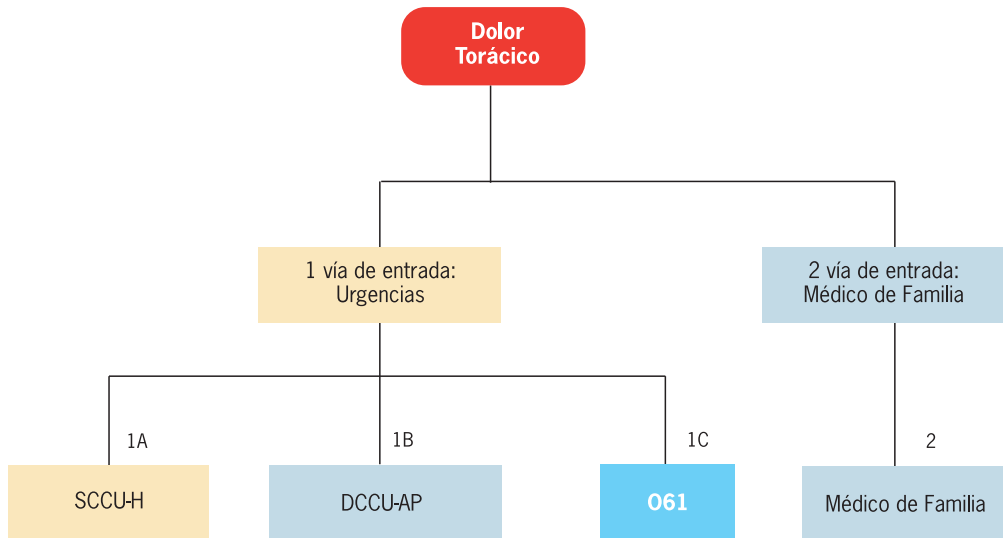 Dolor
Torácico
1 vía de entrada:
Urgencias
2 vía de entrada:
Médico de Familia
1A
1B
1C
2
SCCU-H
DCCU-AP
061
Médico de Familia